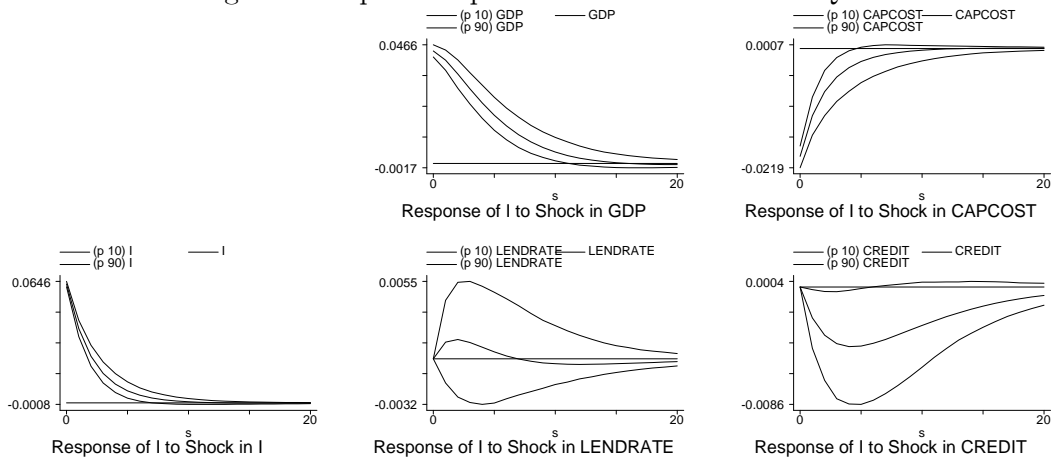 (p 10) GDP GDP
(p 90) GDP
0.0466
-0.0017
0 20
s
Response of I to Shock in GDP
(p 10) CAPCOST CAPCOST
(p 90) CAPCOST
0.0007
-0.0219
0 20
s
Response of I to Shock in CAPCOST
(p 10) I I
(p 90) I
0.0646
-0.0008
0 20
s
Response of I to Shock in I
(p 10) LENDRATE LENDRATE
(p 90) LENDRATE
0.0055
-0.0032
0 20
s
Response of I to Shock in LENDRATE
(p 10) CREDIT CREDIT
(p 90) CREDIT
0.0004
-0.0086
0 20
s
Response of I to Shock in CREDIT